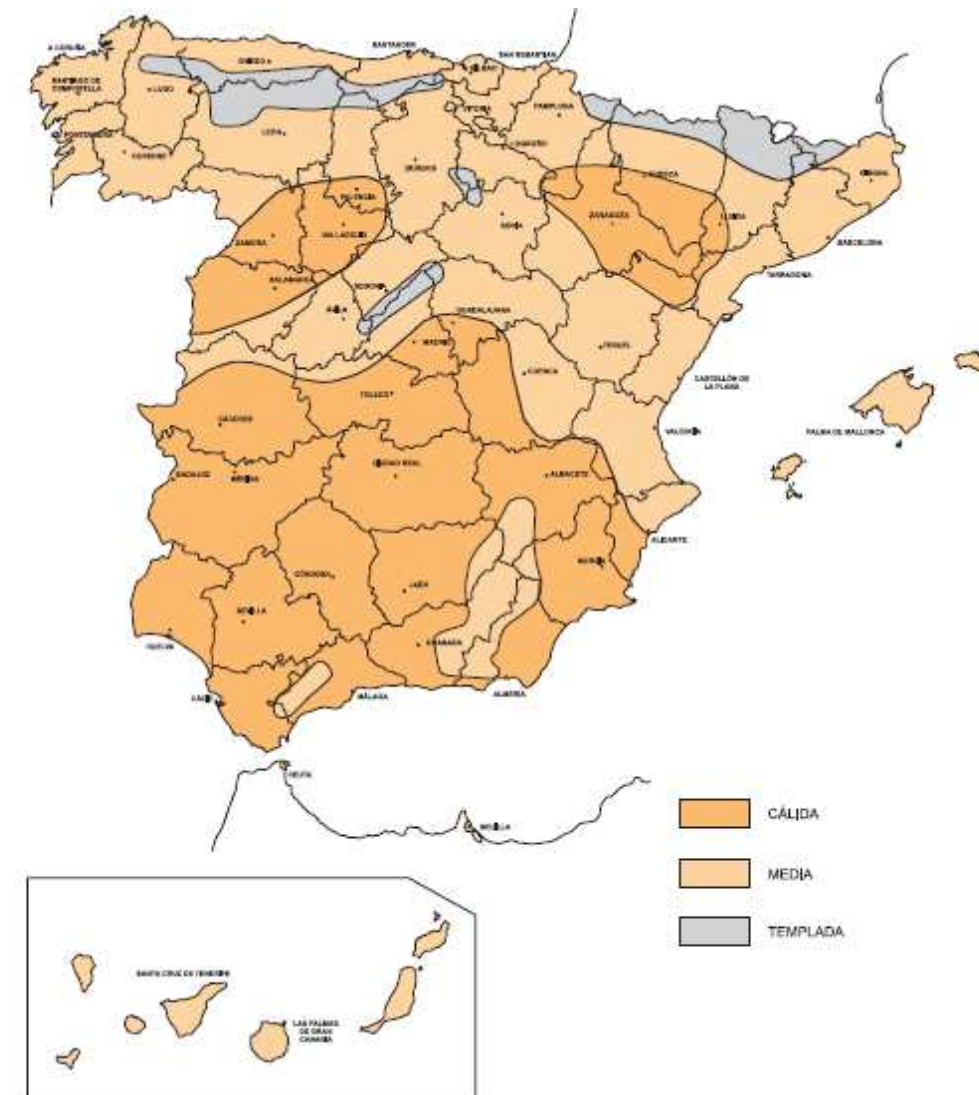 A CORUÑA
OVIEDO
SANTANDER
SAN SEBASTIAN
BILBAO
SANTIAGO DE
COMPOSTELA
LUGO
VITORIA
PAMPLONA
PONTEVEDRA
LEÓN
LOGROÑO
ORENSE
BURGOS
HUESCA
GIRONA
PALENCIA
ZAMORA
VALLADOLID
SORIA
ZARAGOZA
LLEIDA
BARCELONA
TARRAGONA
SALAMANCA
SEGOVIA
ÁVILA
GUADALAJARA
MADRID
TERUEL
CUENCA
CASTELLÓN DE
LA PLANA
TOLEDO
CÁCERES
VALENCIA
PALMA DE MALLORCA
BADAJOZ
MÉRIDA
CIUDAD REAL
ALBACETE
ALICANTE
MURCIA
CÓRDOBA
JAÉN
SEVILLA
HUELVA
GRANADA
CÁDIZ
MÁLAGA
ALMERÍA
CEUTA
MELILLA
CÁLIDA
MEDIA
TEMPLADA
SANTA CRUZ DE TENERIFE
LAS PALMAS
DE GRAN
CANARIA